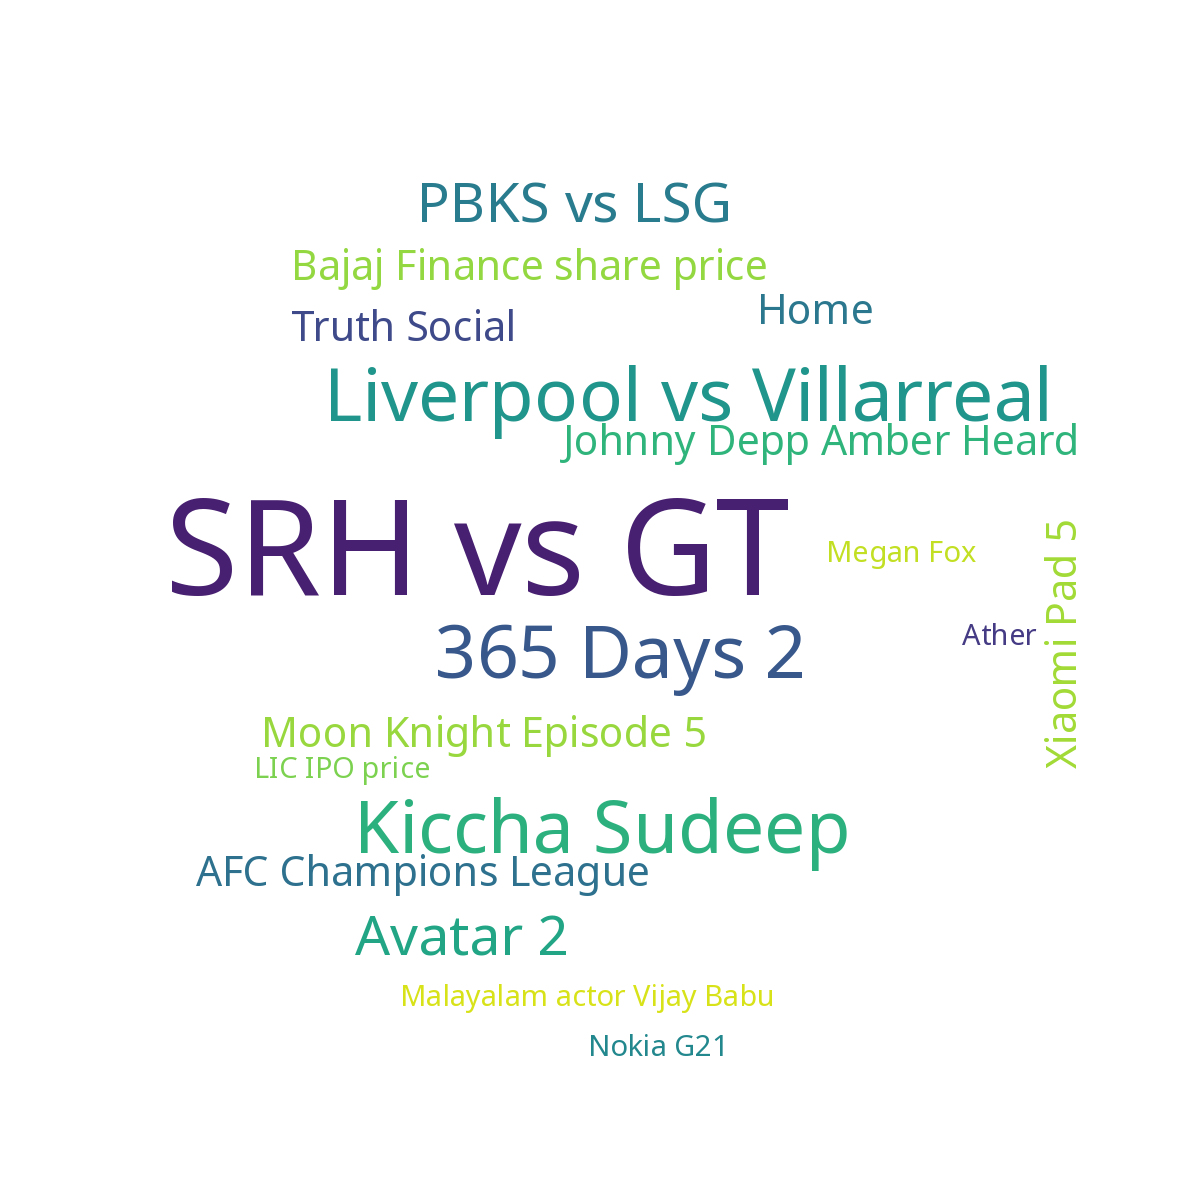 PBKS vs LSG
Bajaj Finance share price
Home
Truth Social
Liverpool vs Villarreal
Johnny Depp Amber Heard
SRH vs GT
Megan Fox
Xiaomi Pad 5
Ather
365 Days 2
Moon Knight Episode 5
LIC IPO price
Kiccha Sudeep
AFC Champions League
Avatar 2
Malayalam actor Vijay Babu
Nokia G21